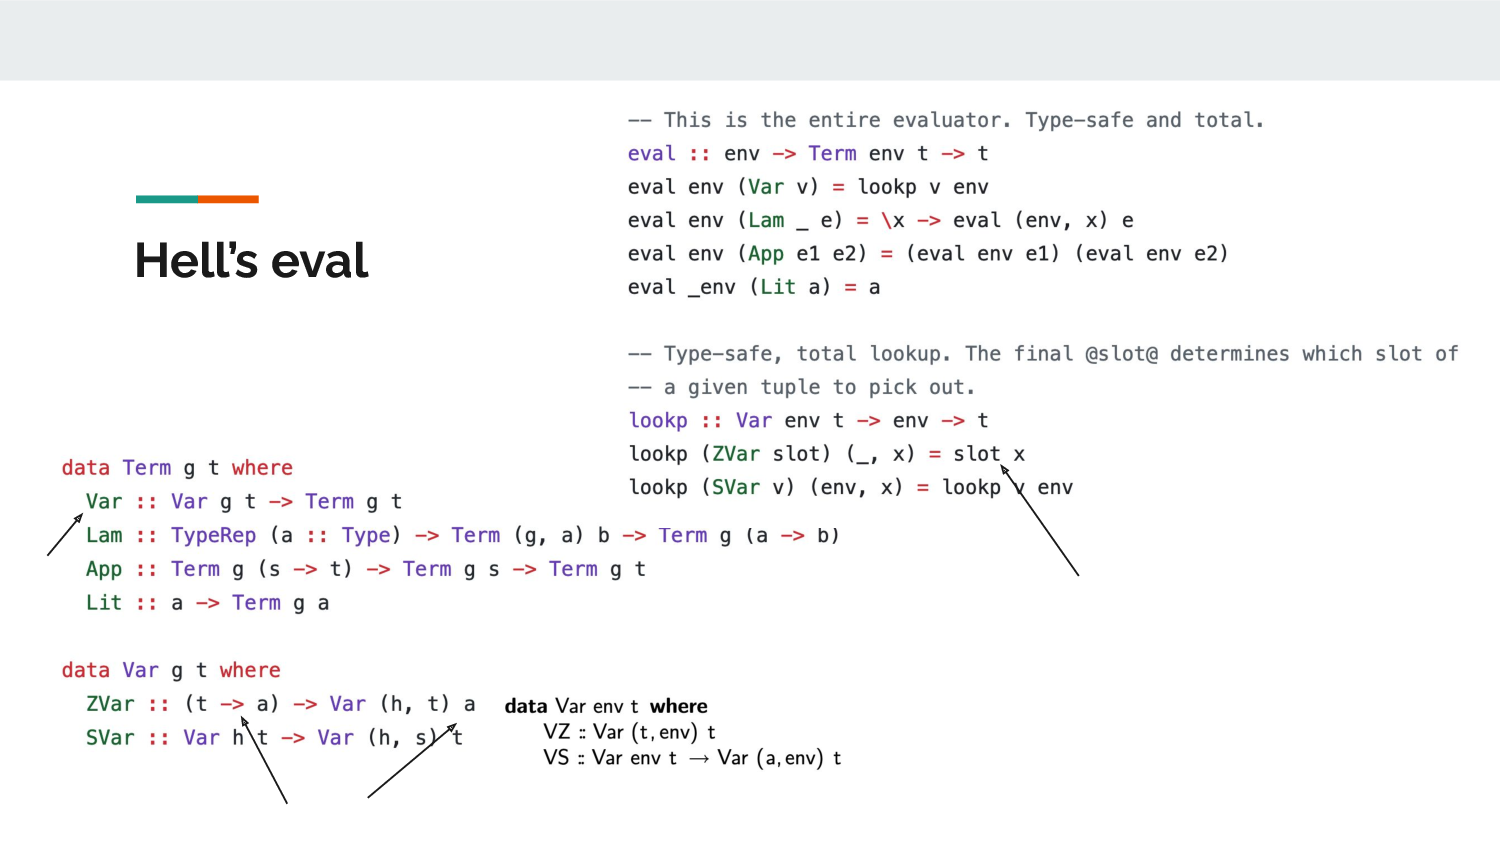 Hell’s eval
-- This is the entire evaluator. Type-safe and total.
eval :: env -> Term env t -> t
eval env (Var v) = lookp v env
eval env (Lam _ e) = \x -> eval (env, x) e
eval env (App e1 e2) = (eval env e1) (eval env e2)
eval _env (Lit a) = a
-- Type-safe, total lookup. The final @slot@ determines which slot of
-- a given tuple to pick out.
lookp :: Var env t -> env -> t
lookp (ZVar slot) (_, x) = slot x
lookp (SVar v) (env, x) = lookp v env
data Term g t where
Var :: Var g t -> Term g t
Lam :: TypeRep (a :: Type) -> Term (g, a) b -> Term g (a -> b)
App :: Term g (s -> t) -> Term g s -> Term g t
Lit :: a -> Term g a
data Var g t where
ZVar :: (t -> a) -> Var (h, t) a
SVar :: Var h t -> Var (h, s) t
data Var env t where
VZ :: Var (t, env) t
VS :: Var env t → Var (a, env) t